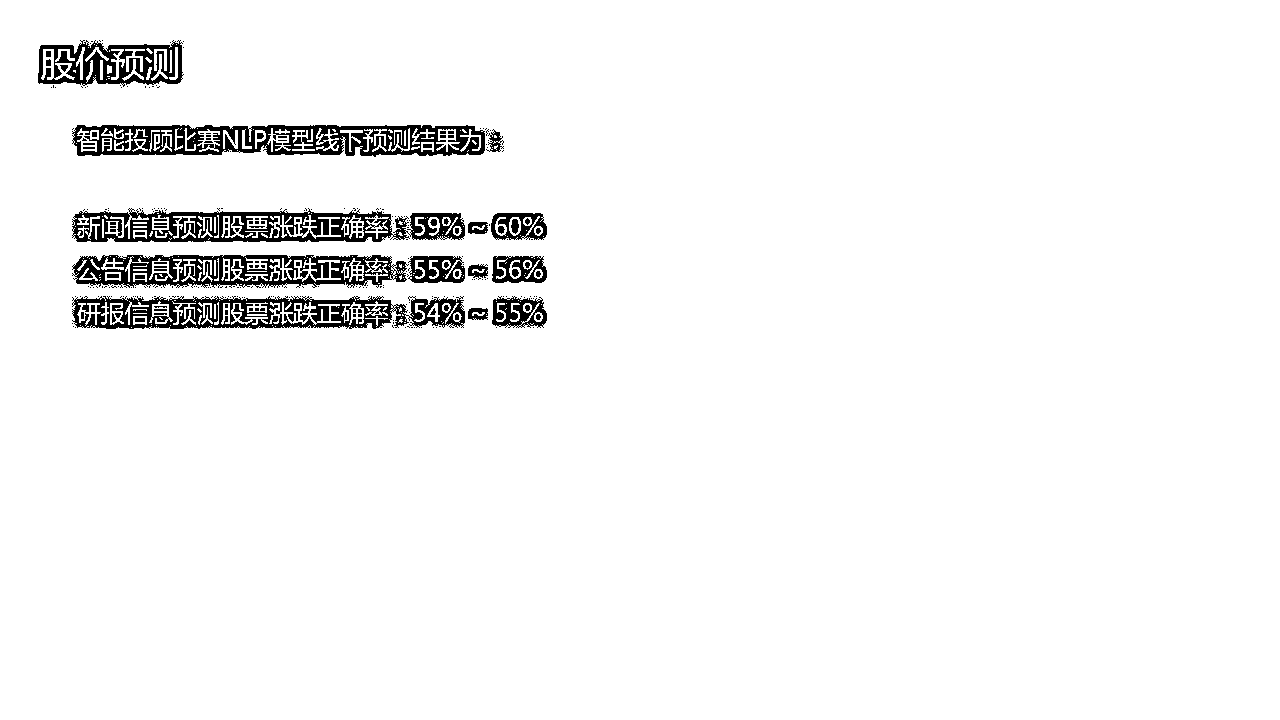 股价预测
智能投顾比赛NLP模型线下预测结果为：
新闻信息预测股票涨跌正确率：59% ~ 60%
公告信息预测股票涨跌正确率：55% ~ 56%
研报信息预测股票涨跌正确率：54% ~ 55%